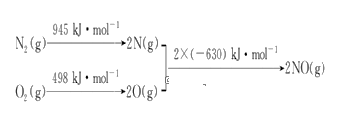 945 kJ·mol⁻¹
N₂(g) → 2N(g)
2×(−630) kJ·mol⁻¹
→ 2NO(g)
498 kJ·mol⁻¹
O₂(g) → 2O(g)